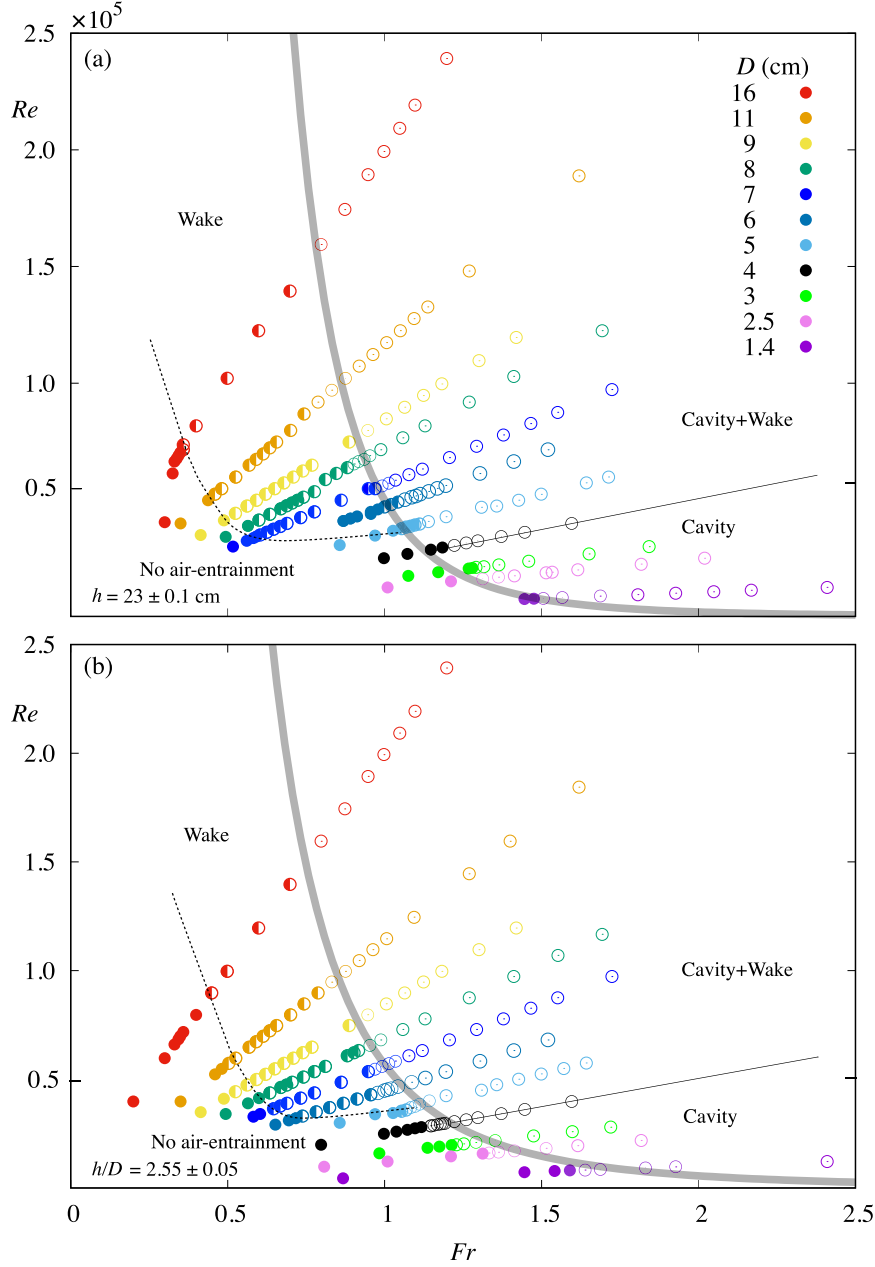 ×10⁵
2.5
(a)
D (cm)
16
Re
11
9
2.0
8
7
Wake
6
5
4
1.5
3
2.5
1.4
1.0
Cavity+Wake
0.5
Cavity
No air-entrainment
h = 23 ± 0.1 cm
2.5
(b)
Re
2.0
Wake
1.5
1.0
Cavity+Wake
0.5
Cavity
No air-entrainment
h/D = 2.55 ± 0.05
0 0.5 1 1.5 2 2.5
Fr